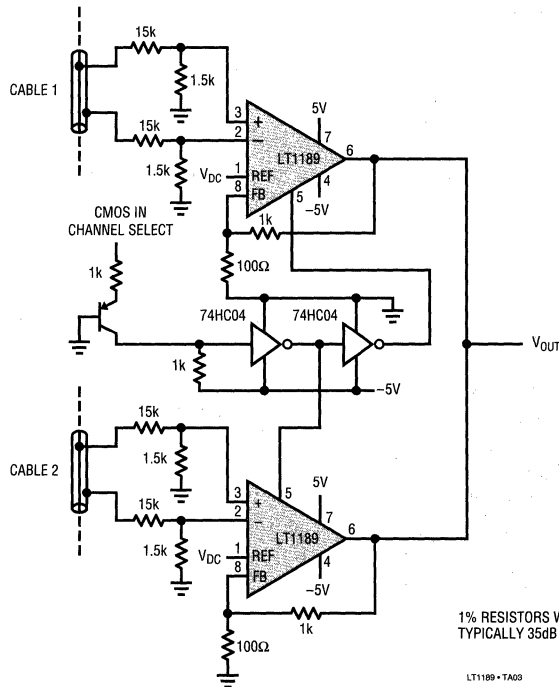 15k
CABLE 1
1.5k
15k
1.5k
3
2
+
−
LT1189
5V
7
6
4
−5V
5
VDC
1
REF
8
FB
1k
100Ω
CMOS IN
CHANNEL SELECT
1k
74HC04
74HC04
1k
−5V
VOUT
15k
CABLE 2
1.5k
15k
1.5k
3
2
+
−
5
LT1189
5V
7
6
4
−5V
VDC
1
REF
8
FB
1k
100Ω
1% RESISTORS
TYPICALLY 35dB
LT1189 • TA03